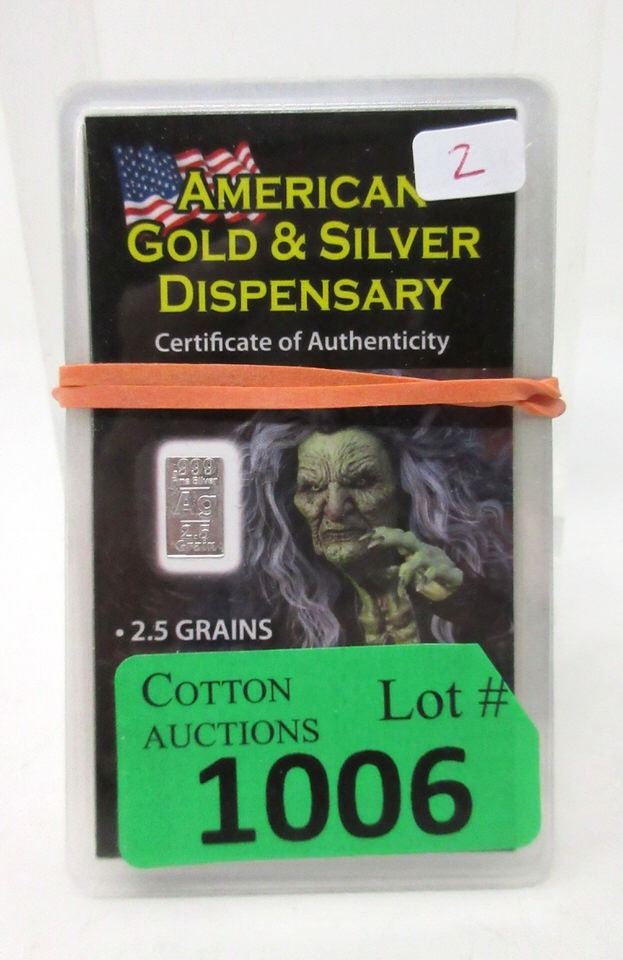 2
AMERICAN
GOLD & SILVER
DISPENSARY
Certificate of Authenticity
.999
Fine Silver
Ag
2.5
Grain
• 2.5 GRAINS
COTTON
AUCTIONS
Lot #
1006